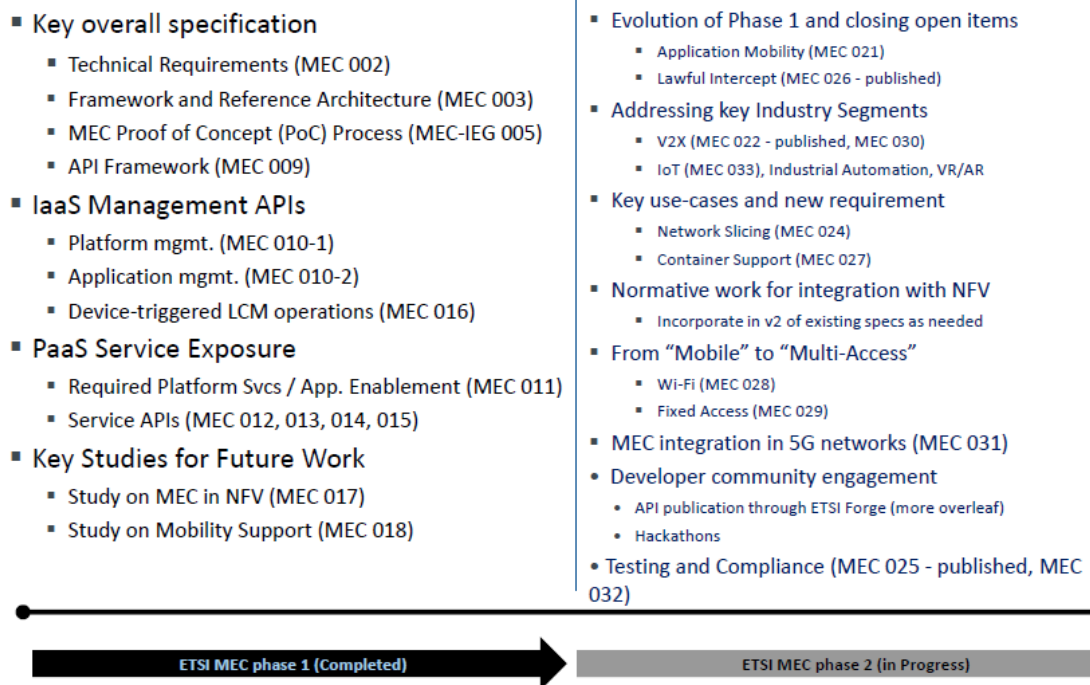 ▪ Key overall specification
▪ Technical Requirements (MEC 002)
▪ Framework and Reference Architecture (MEC 003)
▪ MEC Proof of Concept (PoC) Process (MEC-IEG 005)
▪ API Framework (MEC 009)
▪ IaaS Management APIs
▪ Platform mgmt. (MEC 010-1)
▪ Application mgmt. (MEC 010-2)
▪ Device-triggered LCM operations (MEC 016)
▪ PaaS Service Exposure
▪ Required Platform Svcs / App. Enablement (MEC 011)
▪ Service APIs (MEC 012, 013, 014, 015)
▪ Key Studies for Future Work
▪ Study on MEC in NFV (MEC 017)
▪ Study on Mobility Support (MEC 018)
▪ Evolution of Phase 1 and closing open items
▪ Application Mobility (MEC 021)
▪ Lawful Intercept (MEC 026 - published)
▪ Addressing key Industry Segments
▪ V2X (MEC 022 - published, MEC 030)
▪ IoT (MEC 033), Industrial Automation, VR/AR
▪ Key use-cases and new requirement
▪ Network Slicing (MEC 024)
▪ Container Support (MEC 027)
▪ Normative work for integration with NFV
▪ Incorporate in v2 of existing specs as needed
▪ From “Mobile” to “Multi-Access”
▪ Wi-Fi (MEC 028)
▪ Fixed Access (MEC 029)
▪ MEC integration in 5G networks (MEC 031)
• Developer community engagement
• API publication through ETSI Forge (more overleaf)
• Hackathons
• Testing and Compliance (MEC 025 - published, MEC
032)
ETSI MEC phase 1 (Completed)
ETSI MEC phase 2 (in Progress)